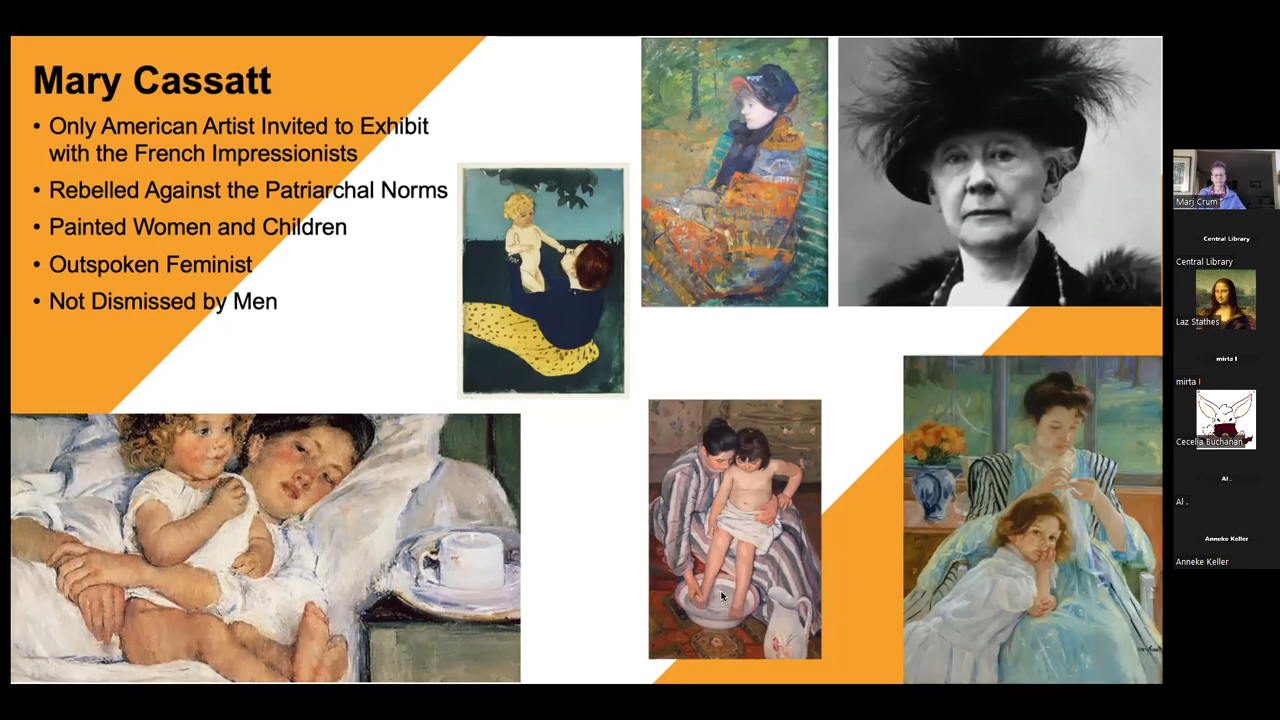 Mary Cassatt
• Only American Artist Invited to Exhibit
with the French Impressionists
• Rebelled Against the Patriarchal Norms
• Painted Women and Children
• Outspoken Feminist
• Not Dismissed by Men
Marj Crum
Central Library
Central Library
Laz Stathes
mirta l
mirta l
Cecelia Buchanan
Al .
Al .
Anneke Keller
Anneke Keller